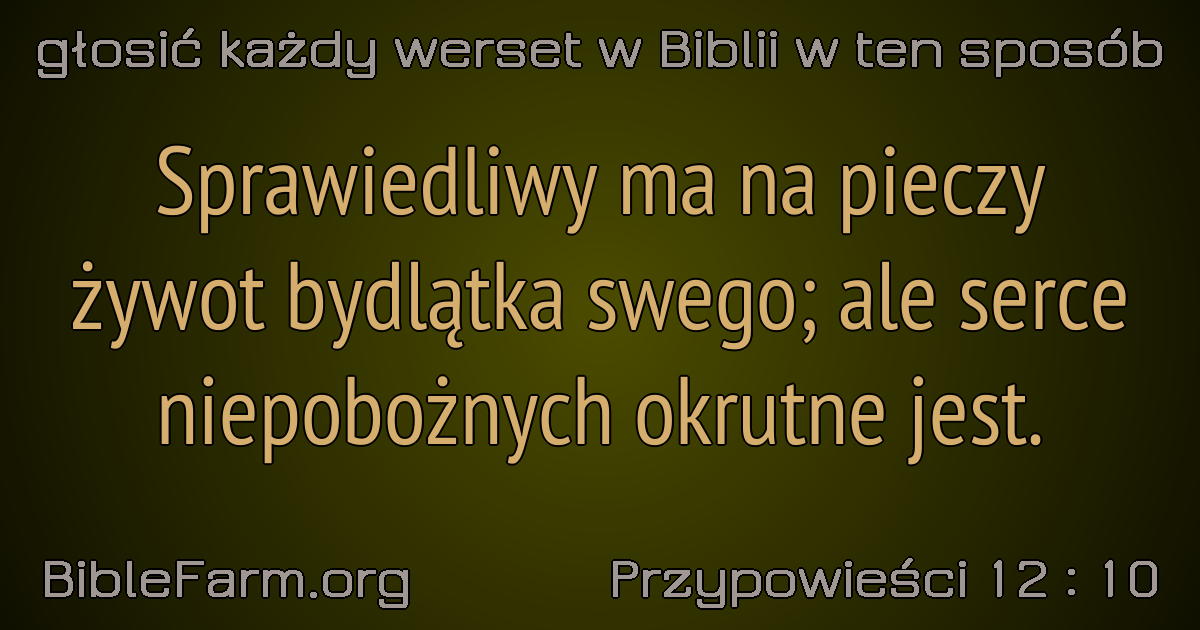 głosić każdy werset w Biblii w ten sposób
Sprawiedliwy ma na pieczy
żywot bydlątka swego; ale serce
niepobożnych okrutne jest.
BibleFarm.org
Przypowieści 12 : 10